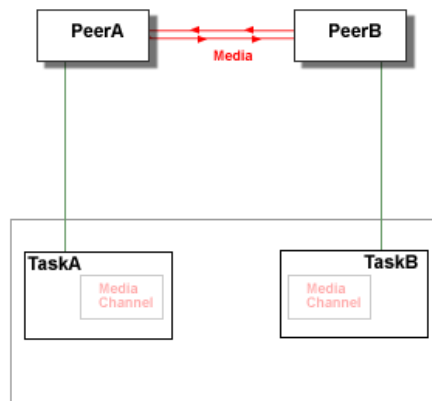 PeerA
PeerB
Media
TaskA
TaskB
Media
Channel
Media
Channel